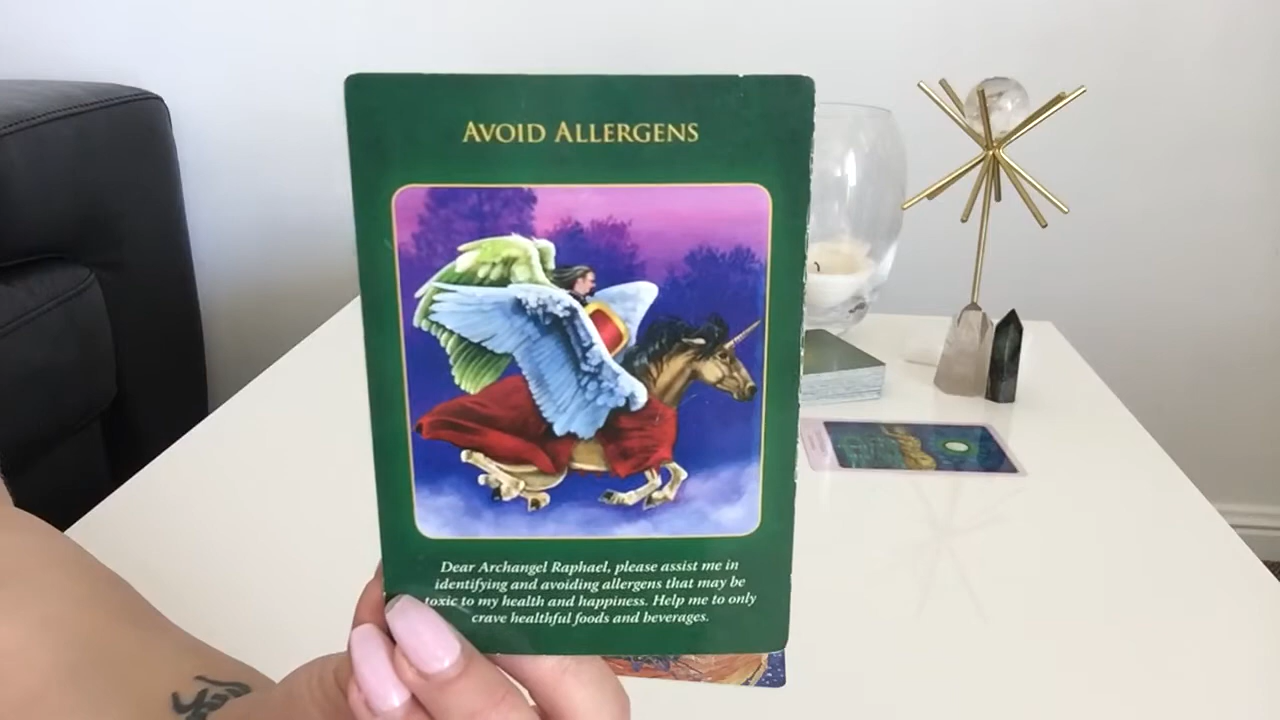 AVOID ALLERGENS
Dear Archangel Raphael, please assist me in
identifying and avoiding allergens that may be
toxic to my health and happiness. Help me to only
crave healthful foods and beverages.